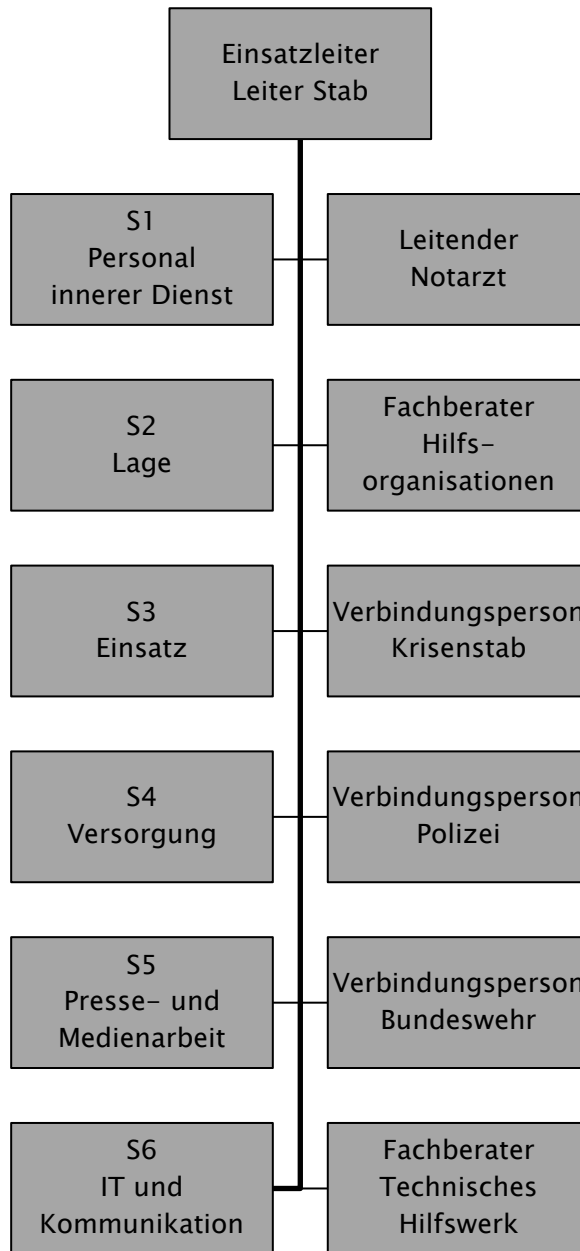 Einsatzleiter
Leiter Stab
S1
Personal
innerer Dienst
Leitender
Notarzt
S2
Lage
Fachberater
Hilfs-
organisationen
S3
Einsatz
Verbindungsperson
Krisenstab
S4
Versorgung
Verbindungsperson
Polizei
S5
Presse- und
Medienarbeit
Verbindungsperson
Bundeswehr
S6
IT und
Kommunikation
Fachberater
Technisches
Hilfswerk